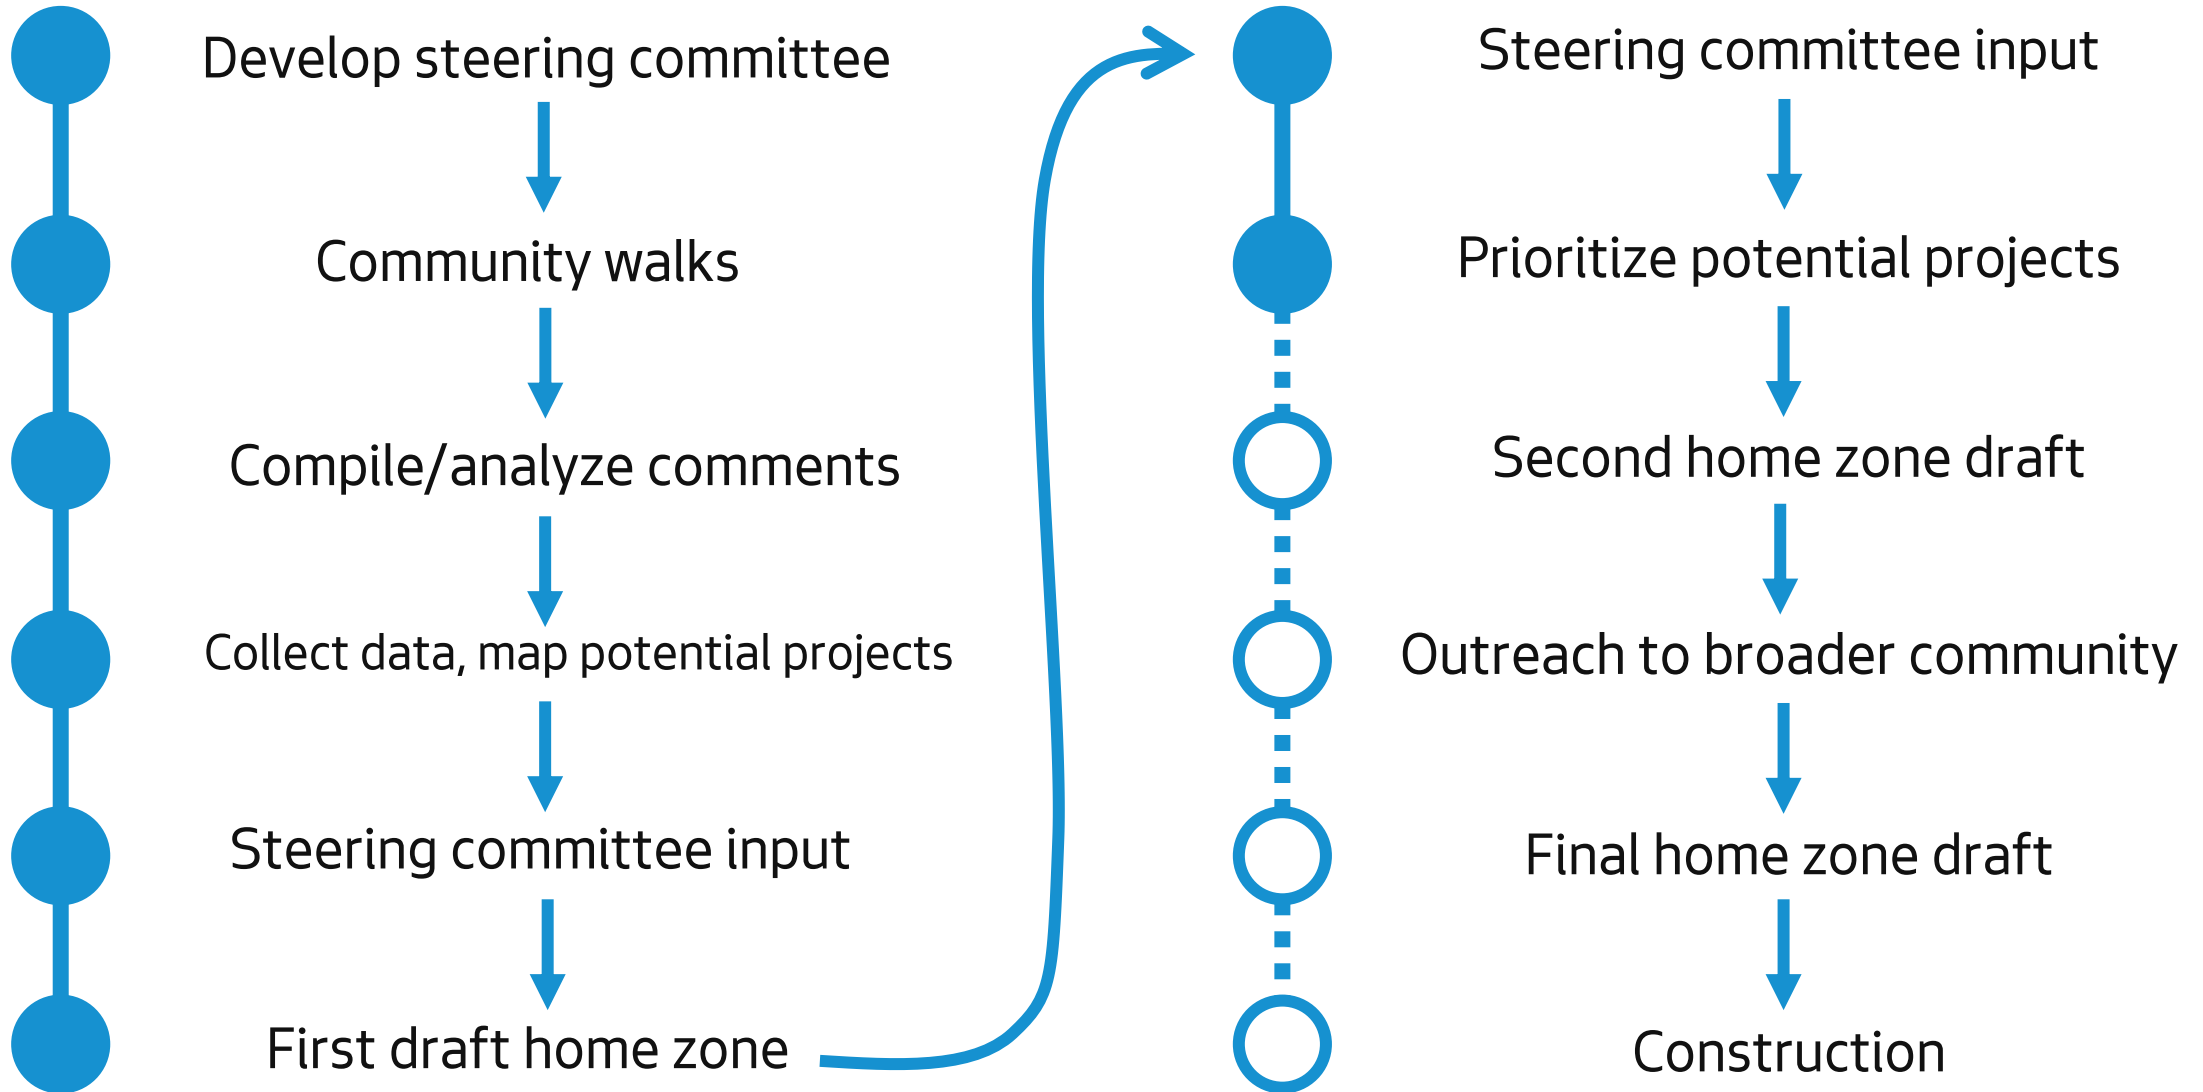 Develop steering committee
Community walks
Compile/analyze comments
Collect data, map potential projects
Steering committee input
First draft home zone
Steering committee input
Prioritize potential projects
Second home zone draft
Outreach to broader community
Final home zone draft
Construction